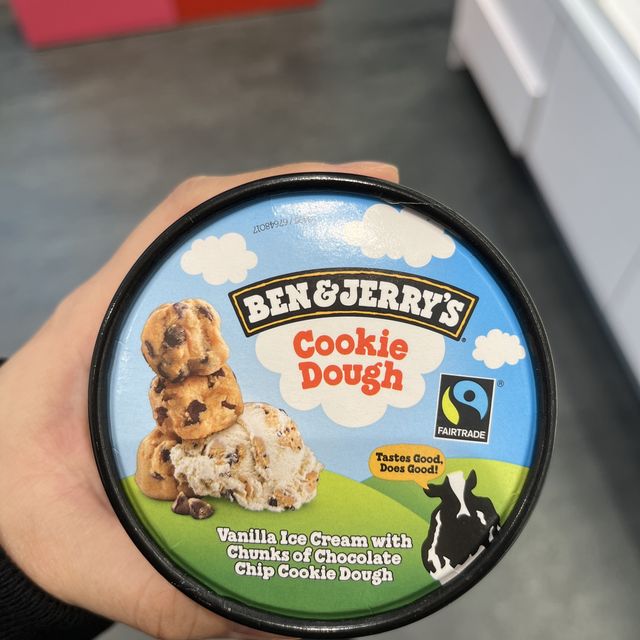 BEN & JERRY'S
Cookie
Dough
®
FAIRTRADE
Tastes Good,
Does Good!
Vanilla Ice Cream with
Chunks of Chocolate
Chip Cookie Dough